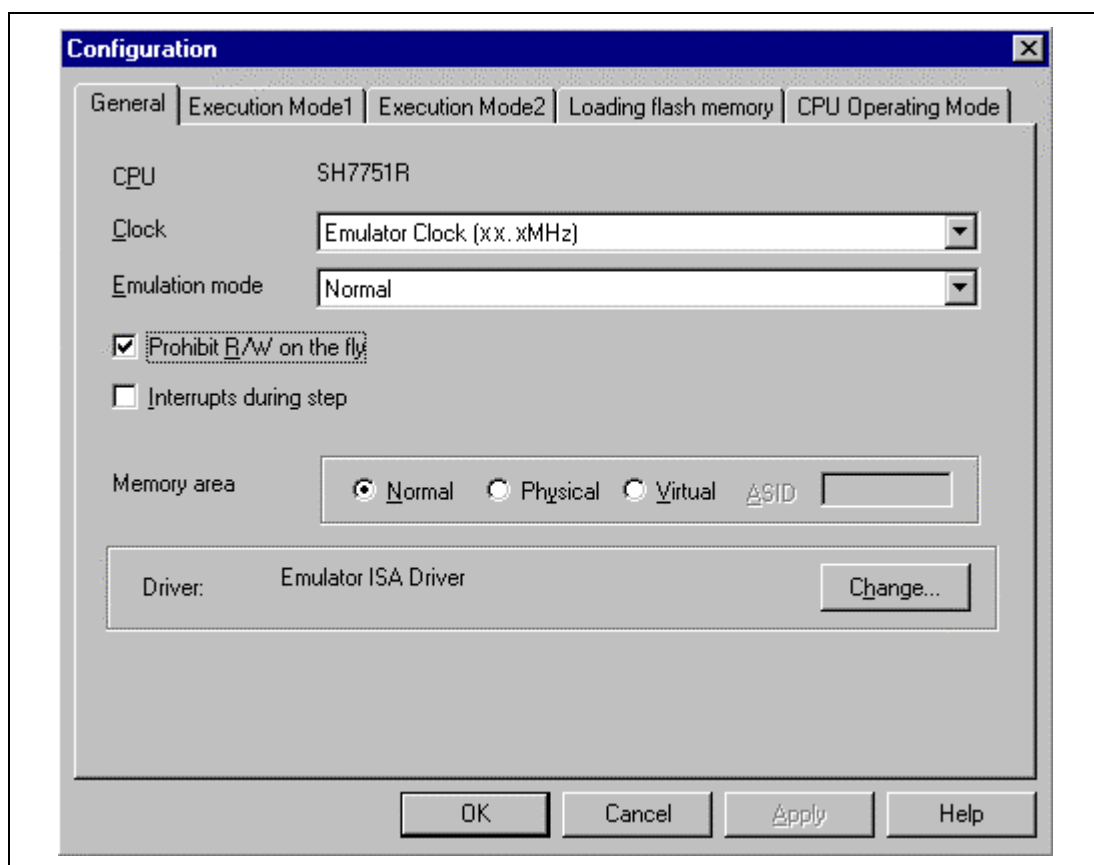 Configuration
General Execution Mode1 Execution Mode2 Loading flash memory CPU Operating Mode
CPU SH7751R
Clock Emulator Clock (xx.xMHz)
Emulation mode Normal
Prohibit R/W on the fly
Interrupts during step
Memory area Normal Physical Virtual ASID
Driver: Emulator ISA Driver Change...
OK Cancel Apply Help